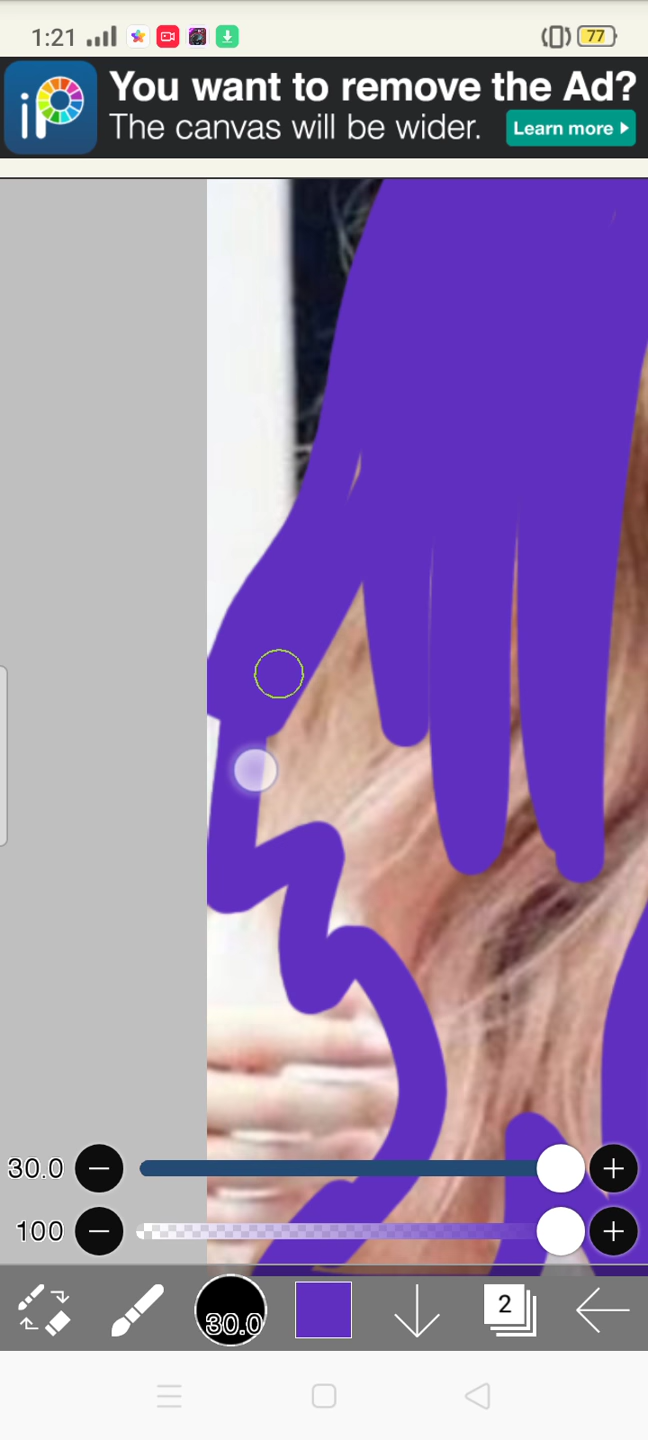 1:21
77
iP
You want to remove the Ad?
The canvas will be wider.
Learn more
30.0
100
30.0
2